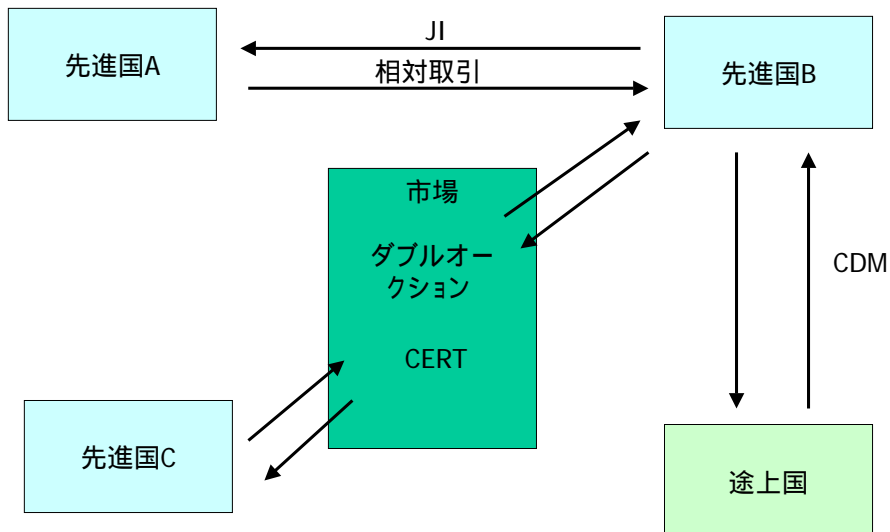 JI
先進国A
相対取引
先進国B
市場
ダブルオー
クション
CDM
CERT
先進国C
途上国